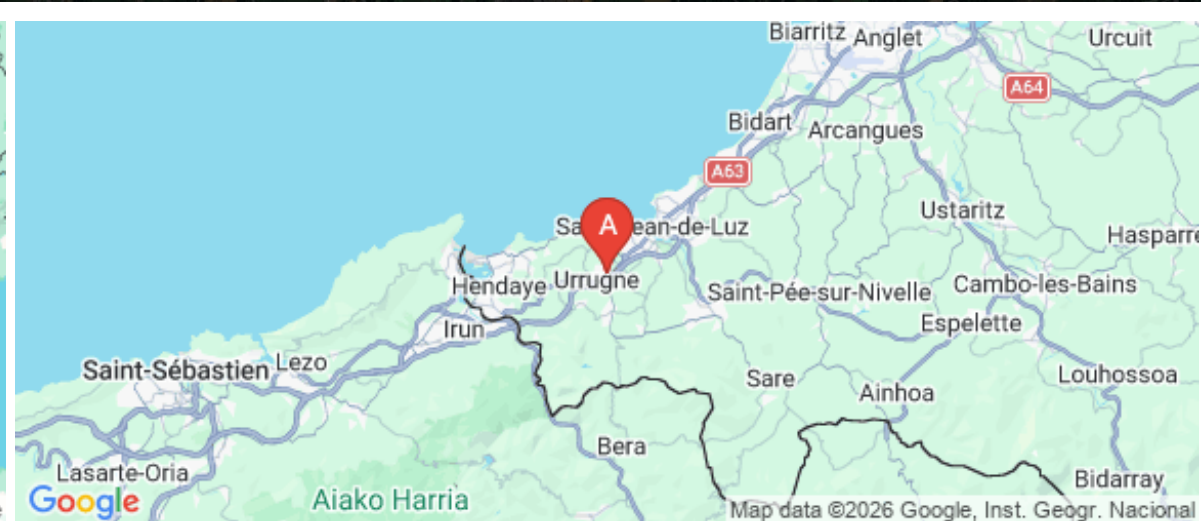 Biarritz
Anglet
Urcuit
A64
Bidart
Arcangues
A63
Ustaritz
A
Sa ean-de-Luz
Hasparre
Hendaye
Urrugne
Saint-Pée-sur-Nivelle
Cambo-les-Bains
Irun
Espelette
Saint-Sébastien
Lezo
Sare
Ainhoa
Louhossoa
Bera
Lasarte-Oria
Bidarray
Google
Aiako Harria
Map data ©2026 Google, Inst. Geogr. Nacional